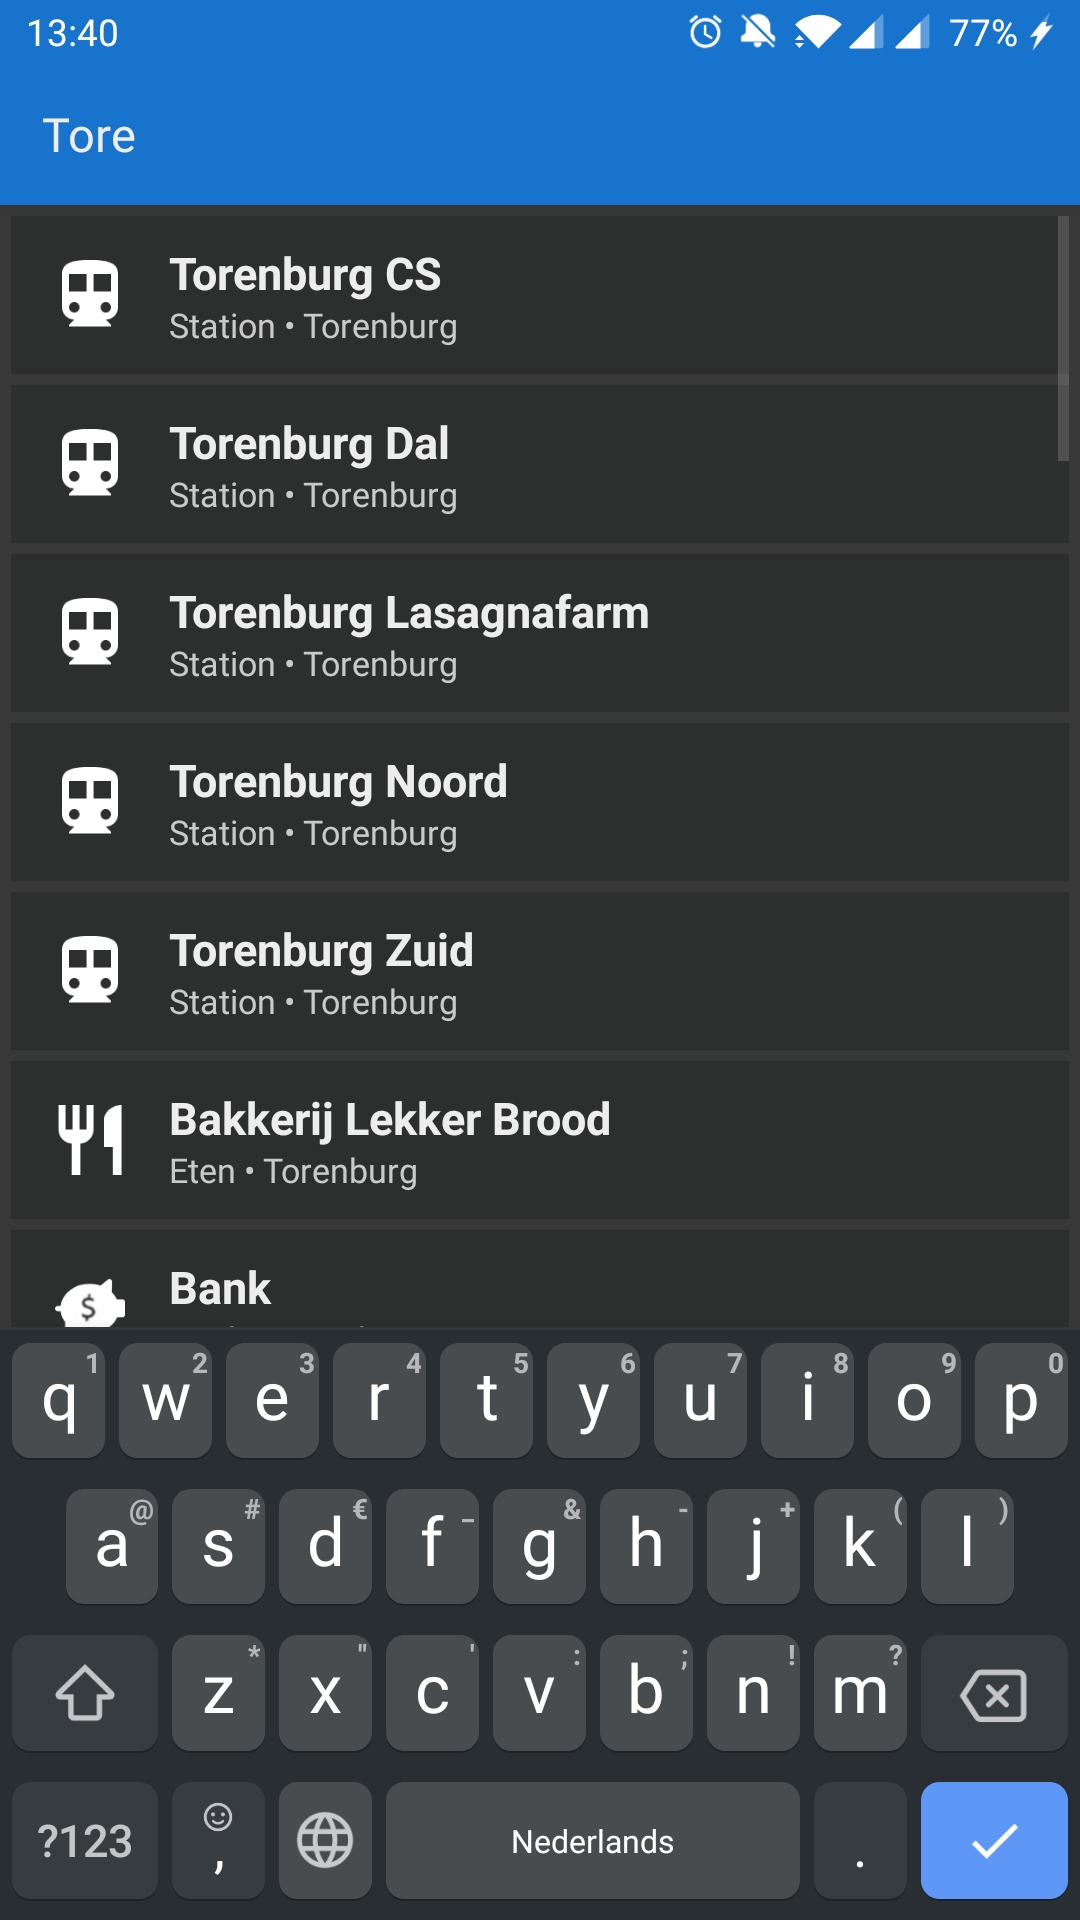 13:40 77%
Tore
Torenburg CS
Station • Torenburg
Torenburg Dal
Station • Torenburg
Torenburg Lasagnafarm
Station • Torenburg
Torenburg Noord
Station • Torenburg
Torenburg Zuid
Station • Torenburg
Bakkerij Lekker Brood
Eten • Torenburg
Bank
$
1 2 3 4 5 6 7 8 9 0
q w e r t y u i o p
@ # € _ & - + ( )
a s d f g h j k l
* " ' : ; ! ?
z x c v b n m
?123 , Nederlands .